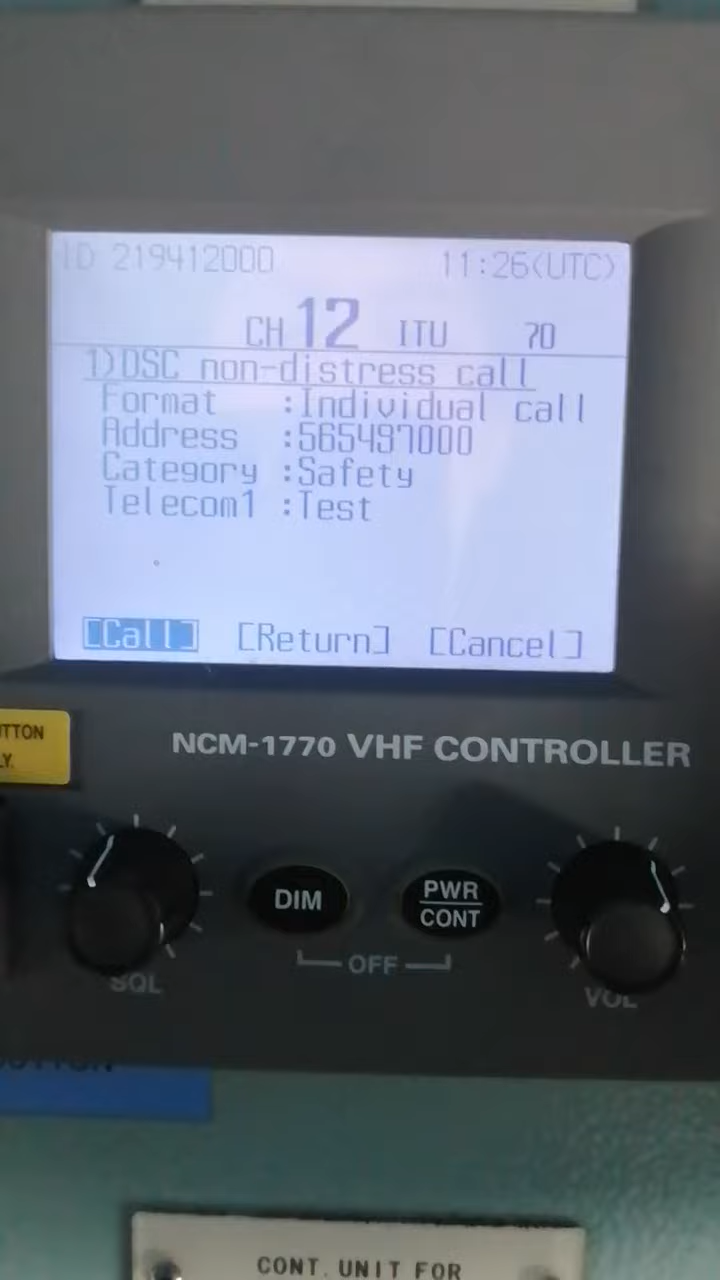 ID 219412000 11:26(UTC)
CH 12 ITU 70
1)DSC non-distress call
Format :Individual call
Address :565497000
Category :Safety
Telecom1 :Test
[Call] [Return] [Cancel]
NCM-1770 VHF CONTROLLER
DIM
PWR
CONT
OFF
SQL
VOL
CONT. UNIT FOR